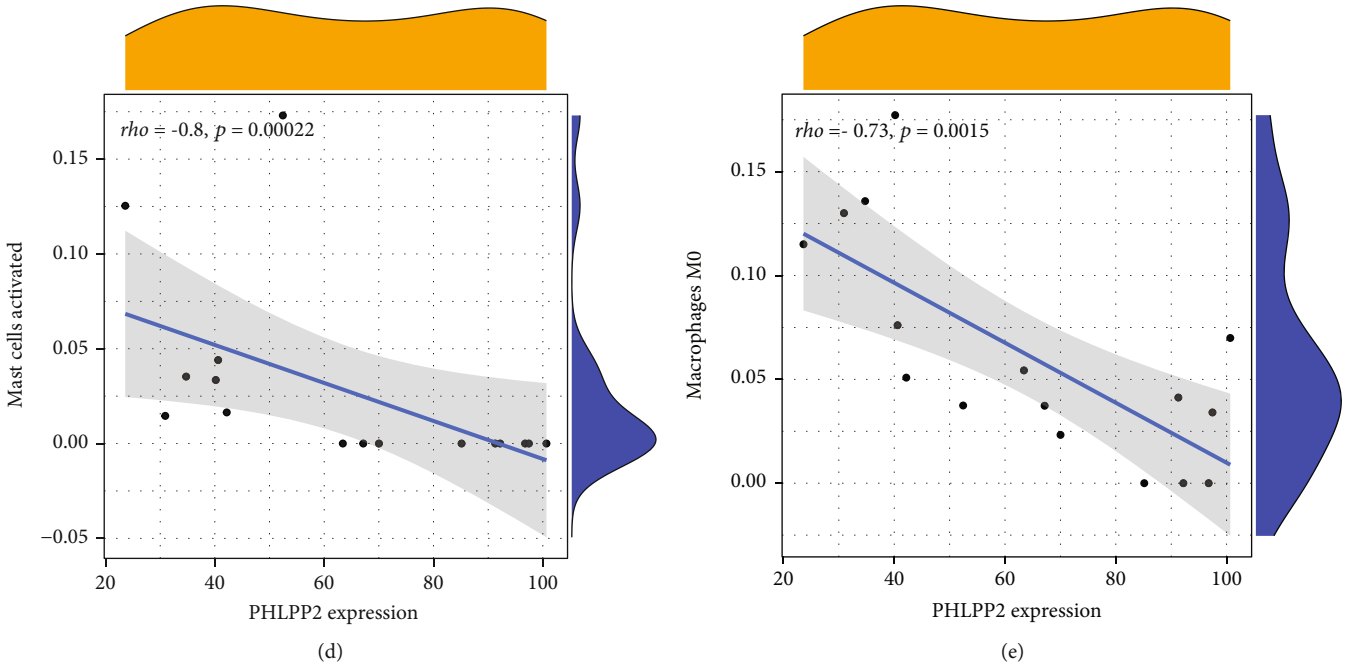 rho = -0.8, p = 0.00022
0.15
0.10
0.05
0.00
−0.05
Mast cells activated
20 40 60 80 100
PHLPP2 expression
(d)
rho =- 0.73, p = 0.0015
0.15
0.10
0.05
0.00
Macrophages M0
20 40 60 80 100
PHLPP2 expression
(e)